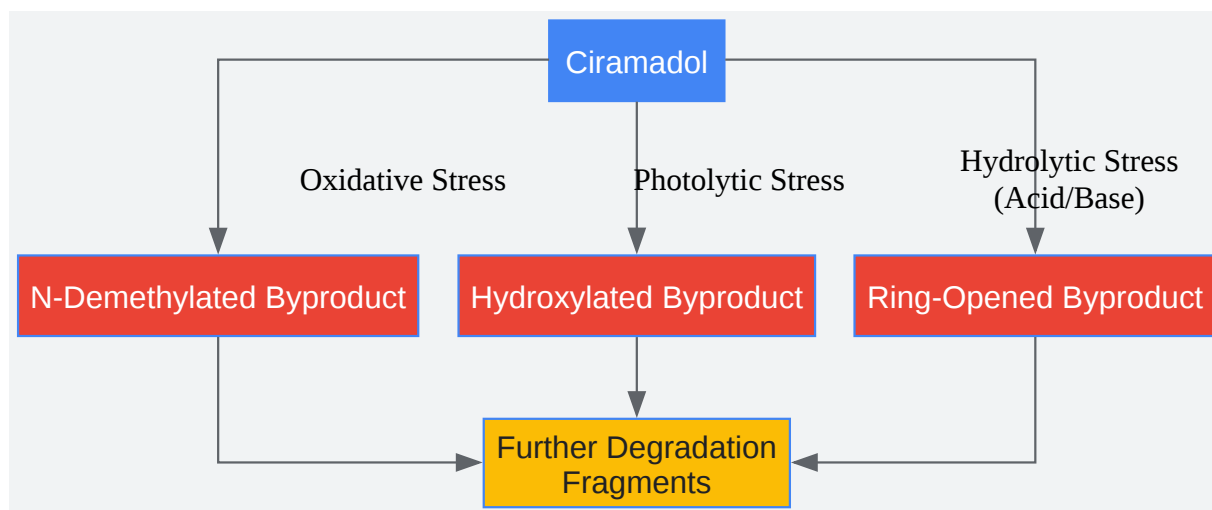 Ciramadol
Oxidative Stress
Photolytic Stress
Hydrolytic Stress
(Acid/Base)
N-Demethylated Byproduct
Hydroxylated Byproduct
Ring-Opened Byproduct
Further Degradation
Fragments